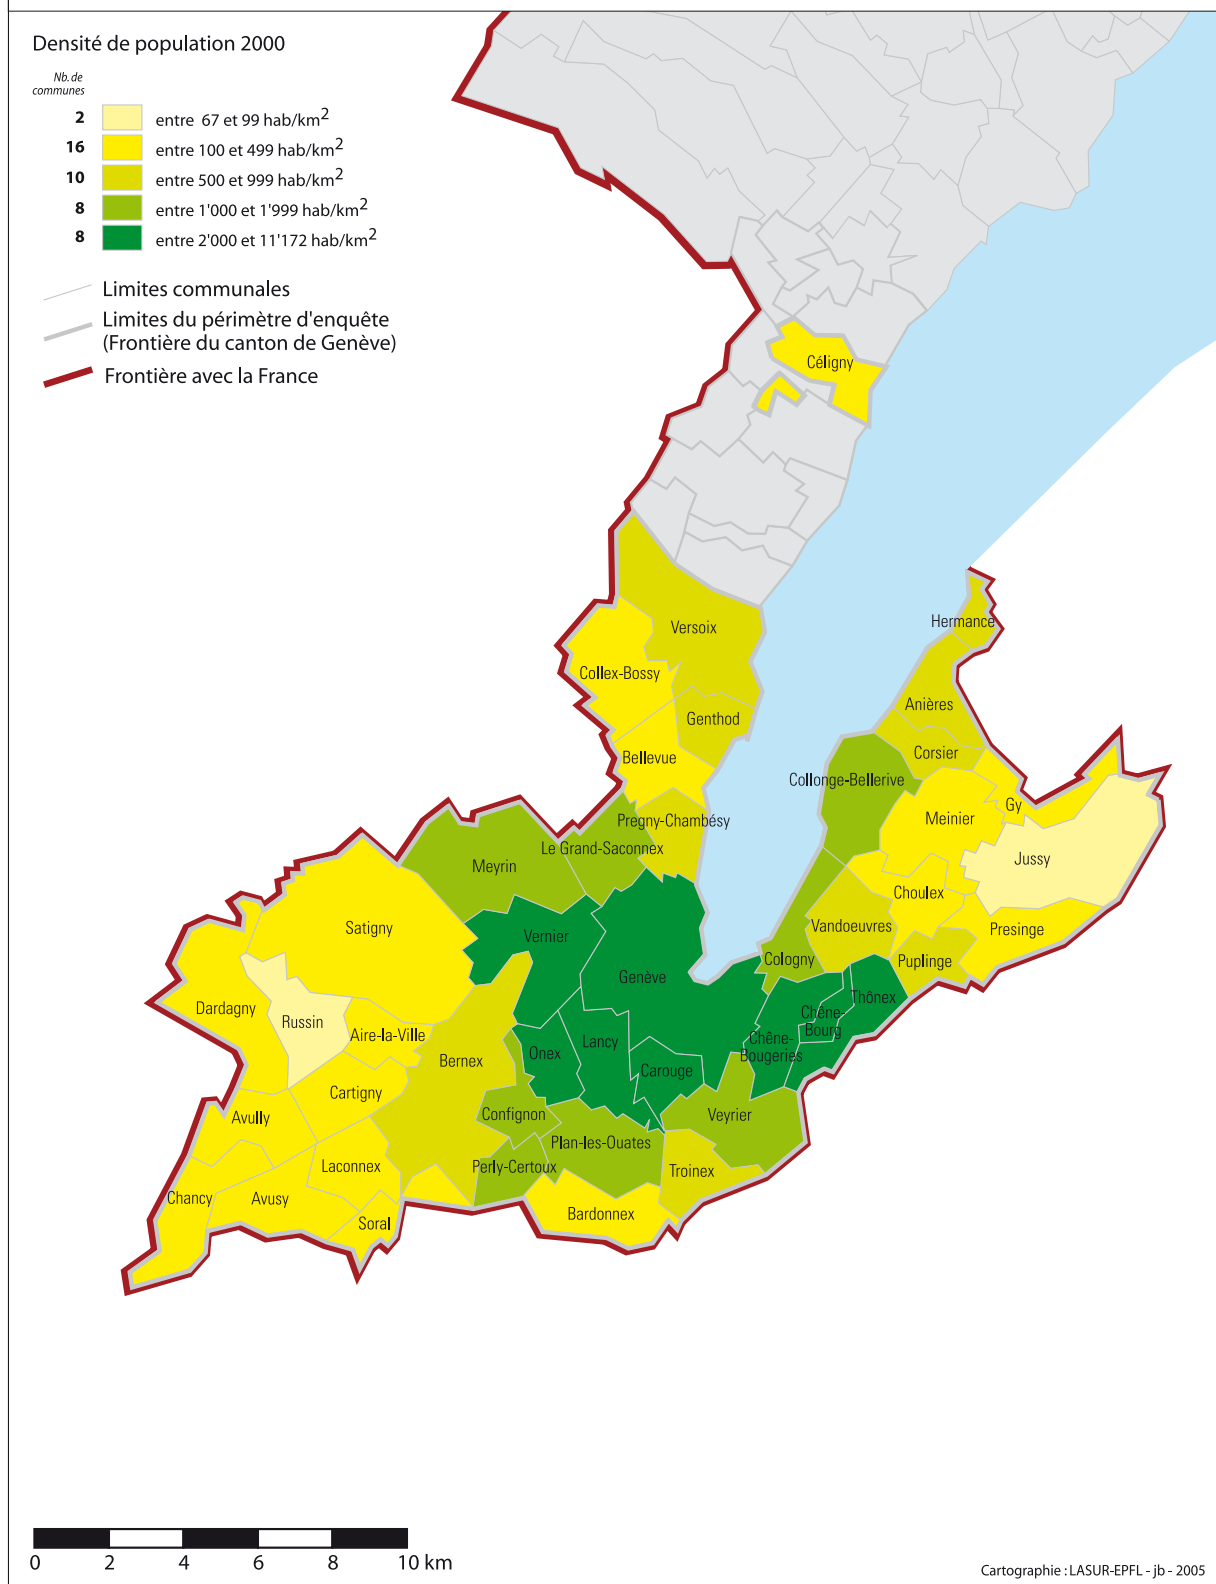 Densité de population 2000
Nb. de
communes
2 entre 67 et 99 hab/km2
16 entre 100 et 499 hab/km2
10 entre 500 et 999 hab/km2
8 entre 1'000 et 1'999 hab/km2
8 entre 2'000 et 11'172 hab/km2
Limites communales
Limites du périmètre d'enquête
(Frontière du canton de Genève)
Frontière avec la France
Céligny
Hermance
Versoix
Collex-Bossy
Anières
Genthod
Corsier
Bellevue
Collonge-Bellerive
Gy
Meinier
Pregny-Chambésy
Le Grand-Saconnex
Jussy
Meyrin
Choulex
Satigny
Vandoeuvres
Presinge
Vernier
Cologny
Puplinge
Genève
Thônex
Dardagny
Chêne-
Bourg
Russin
Aire-la-Ville
Chêne-
Bougeries
Lancy
Onex
Bernex
Carouge
Cartigny
Avully
Confignon
Veyrier
Plan-les-Ouates
Laconnex
Perly-Certoux
Troinex
Chancy
Avusy
Soral
Bardonnex
0 2 4 6 8 10 km
Cartographie : LASUR-EPFL - jb - 2005